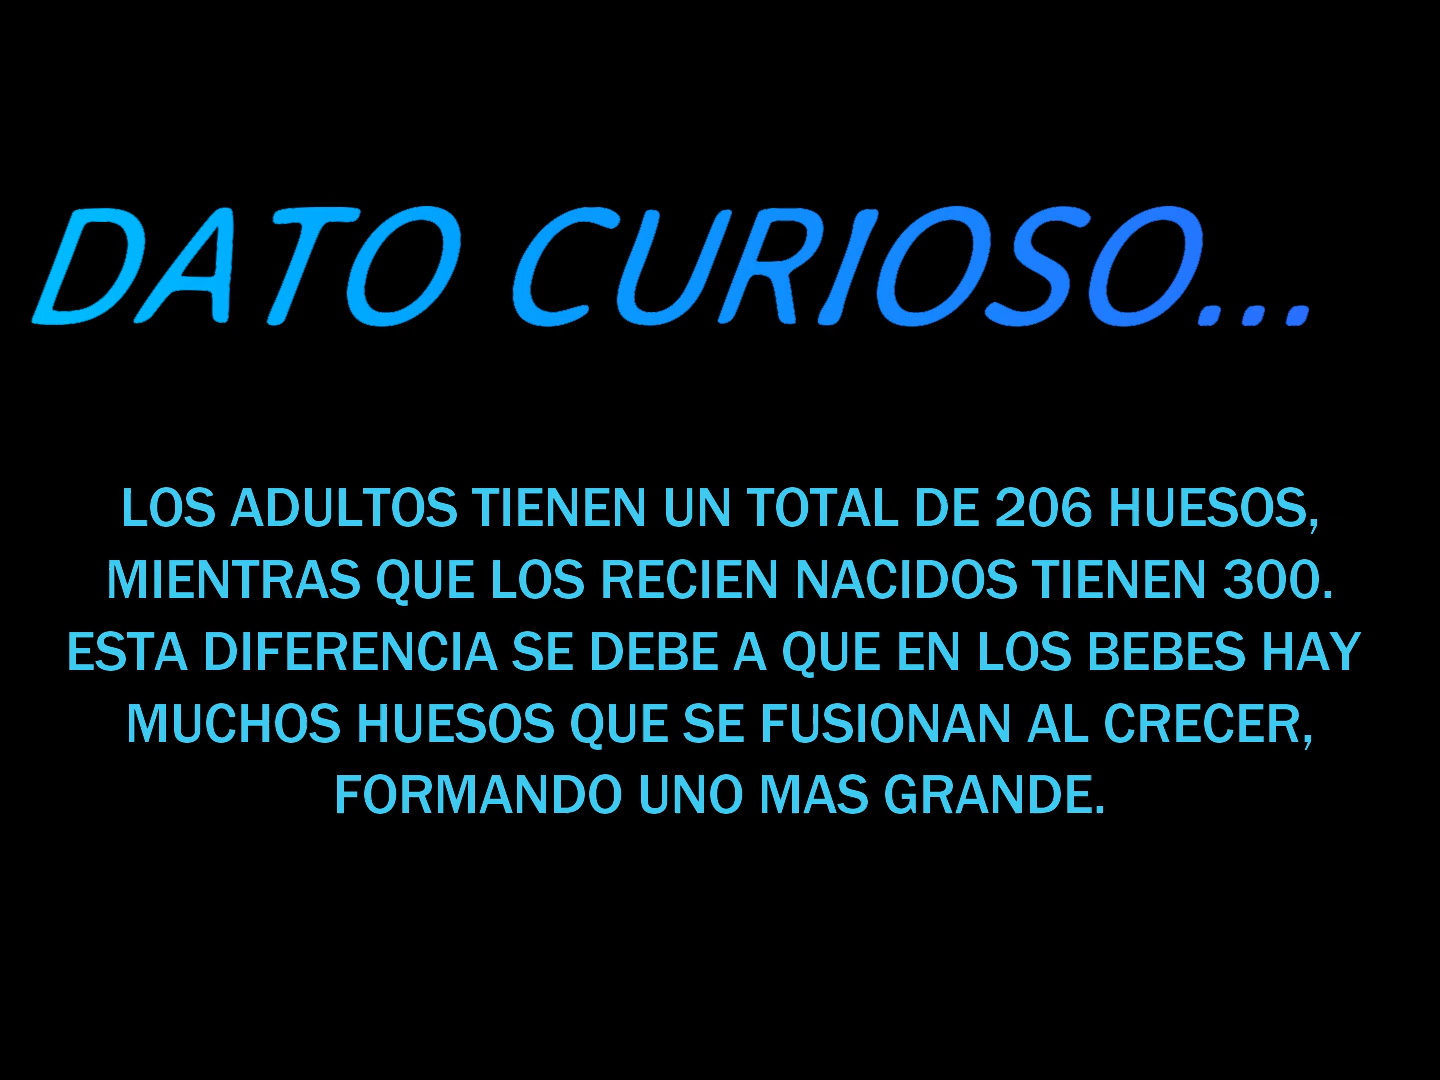 DATO CURIOSO...
LOS ADULTOS TIENEN UN TOTAL DE 206 HUESOS,
MIENTRAS QUE LOS RECIEN NACIDOS TIENEN 300.
ESTA DIFERENCIA SE DEBE A QUE EN LOS BEBES HAY
MUCHOS HUESOS QUE SE FUSIONAN AL CRECER,
FORMANDO UNO MAS GRANDE.